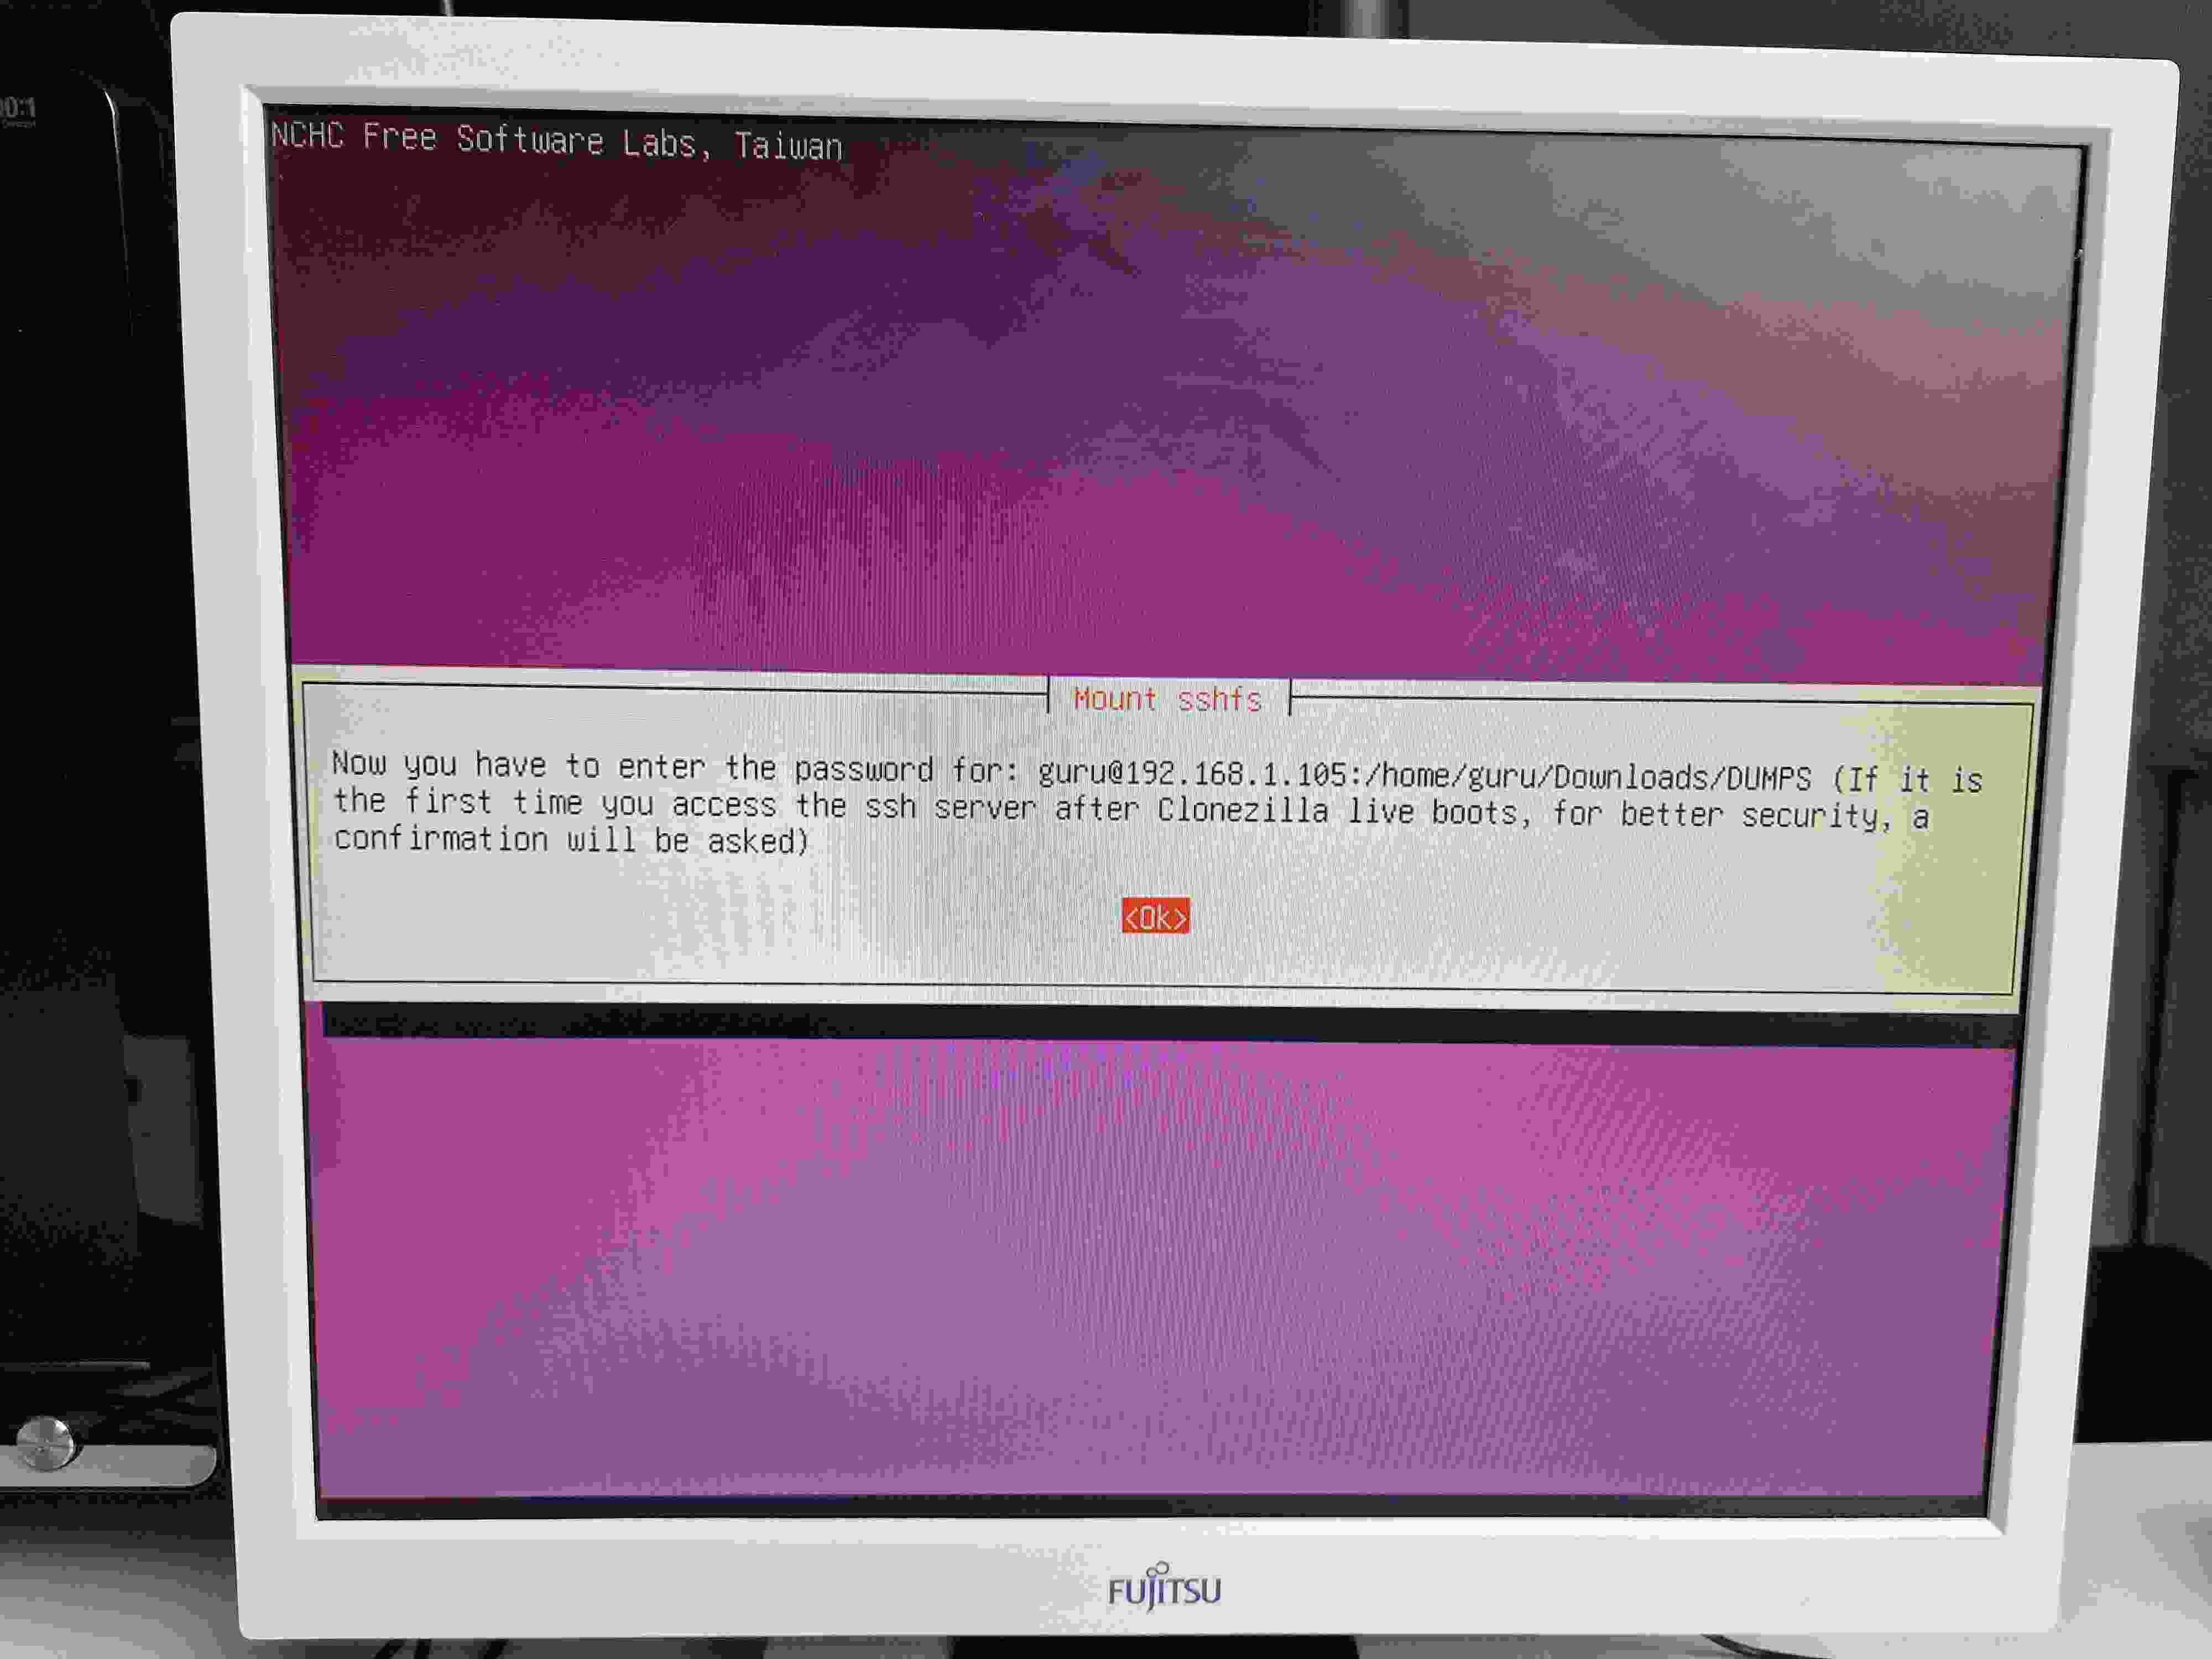 NCHC Free Software Labs, Taiwan
Mount sshfs
Now you have to enter the password for: guru@192.168.1.105:/home/guru/Downloads/DUMPS (If it is
the first time you access the ssh server after Clonezilla live boots, for better security, a
confirmation will be asked)
<Ok>
FUJITSU